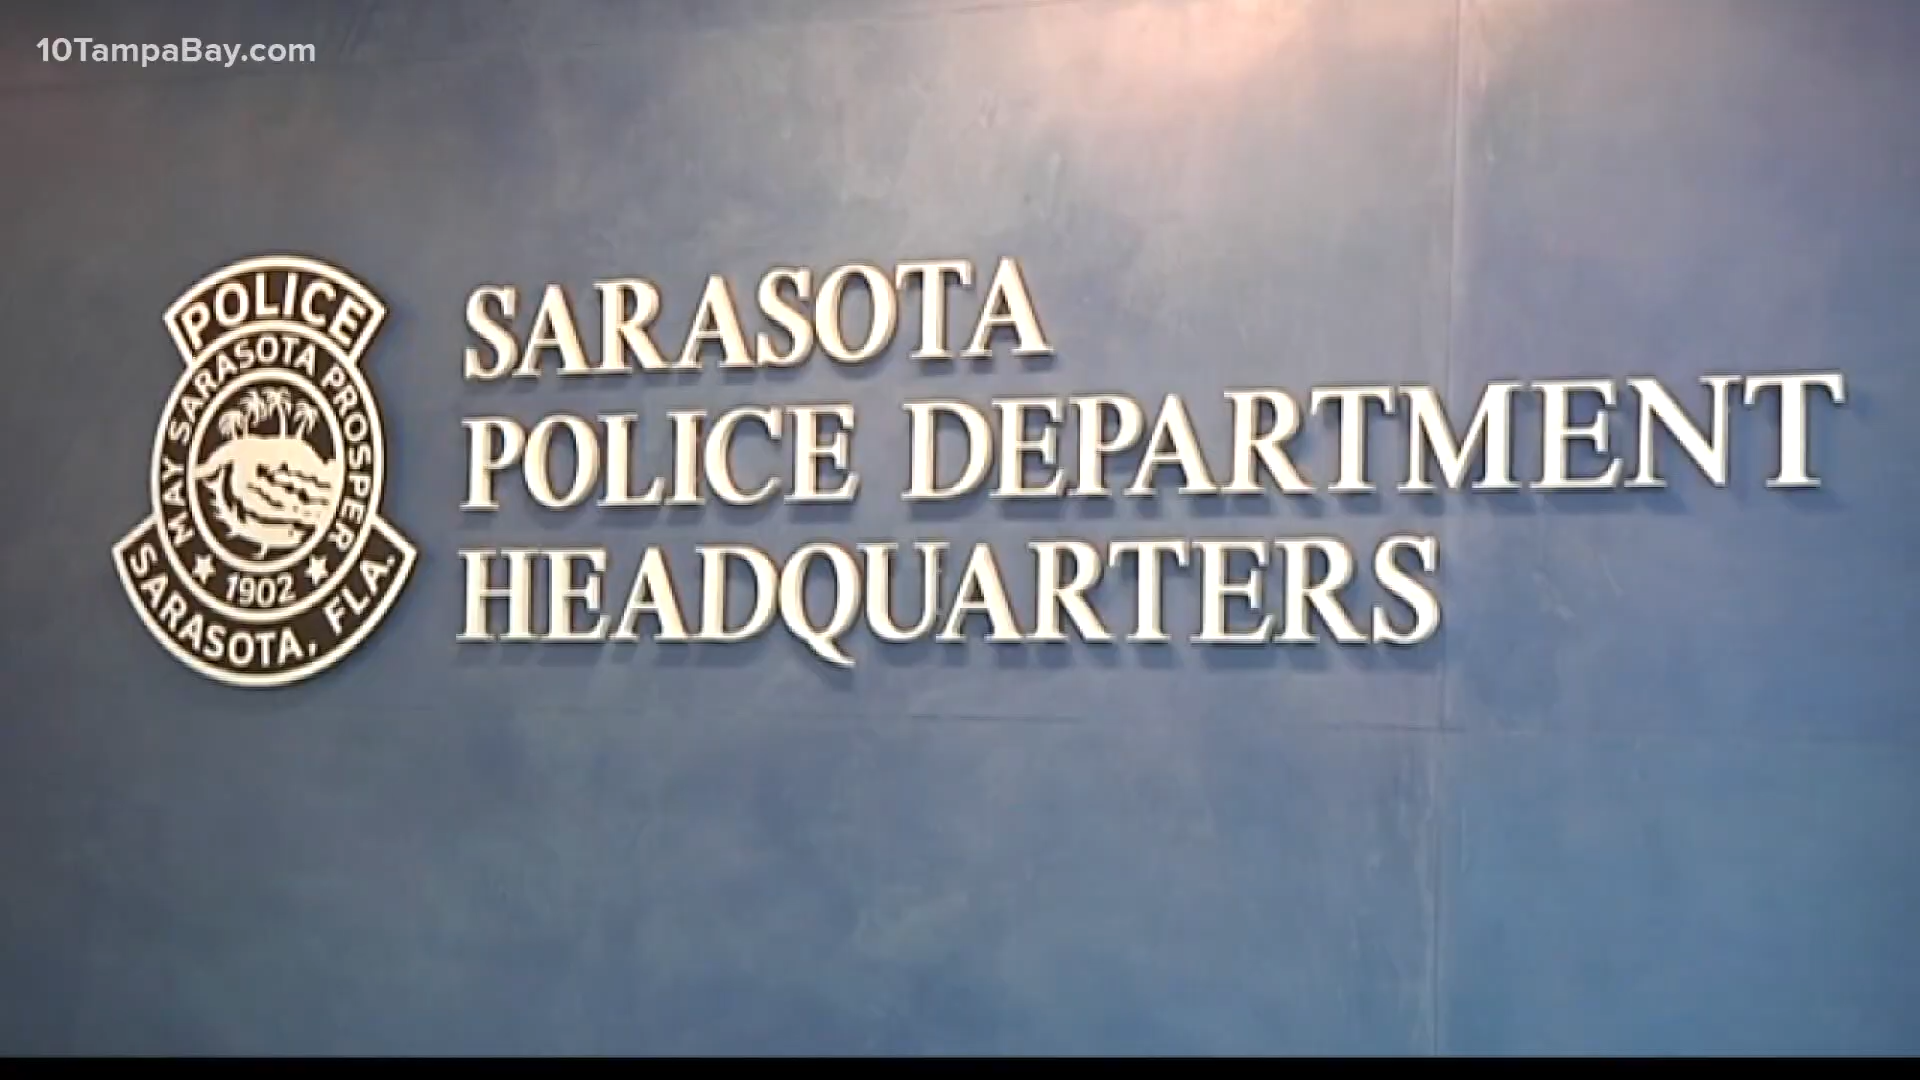 10TampaBay.com
POLICE
MAY SARASOTA PROSPER
1902
SARASOTA, FLA.
SARASOTA
POLICE DEPARTMENT
HEADQUARTERS